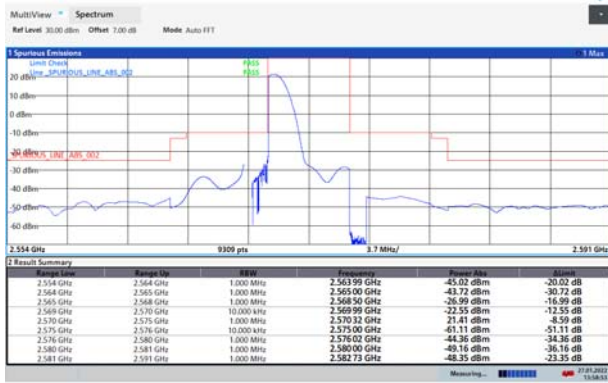 MultiView Spectrum
Ref Level 30.00 dBm Offset 7.00 dB Mode Auto FFT
1 Spurious Emissions 1 Max
Limit Check PASS
Line _SPURIOUS_LINE_ABS_002 PASS
20 dBm
10 dBm
0 dBm
-10 dBm
-20 dBm
_SPURIOUS_LINE_ABS_002
-30 dBm
-40 dBm
-50 dBm
-60 dBm
2.554 GHz 9309 pts 3.7 MHz/ 2.591 GHz
2 Result Summary
Range Low Range Up RBW Frequency Power Abs ΔLimit
2.554 GHz 2.564 GHz 1.000 MHz 2.563 99 GHz -45.02 dBm -20.02 dB
2.564 GHz 2.565 GHz 1.000 MHz 2.565 00 GHz -43.72 dBm -30.72 dB
2.565 GHz 2.568 GHz 1.000 MHz 2.568 50 GHz -26.99 dBm -16.99 dB
2.569 GHz 2.570 GHz 10.000 kHz 2.569 99 GHz -22.55 dBm -12.55 dB
2.570 GHz 2.575 GHz 1.000 MHz 2.570 32 GHz 21.41 dBm -8.59 dB
2.575 GHz 2.576 GHz 10.000 kHz 2.575 00 GHz -61.11 dBm -51.11 dB
2.576 GHz 2.580 GHz 1.000 MHz 2.576 02 GHz -44.36 dBm -34.36 dB
2.580 GHz 2.581 GHz 1.000 MHz 2.580 00 GHz -49.16 dBm -36.16 dB
2.581 GHz 2.591 GHz 1.000 MHz 2.582 73 GHz -48.35 dBm -23.35 dB
Measuring... 27.01.2022
13:58:53